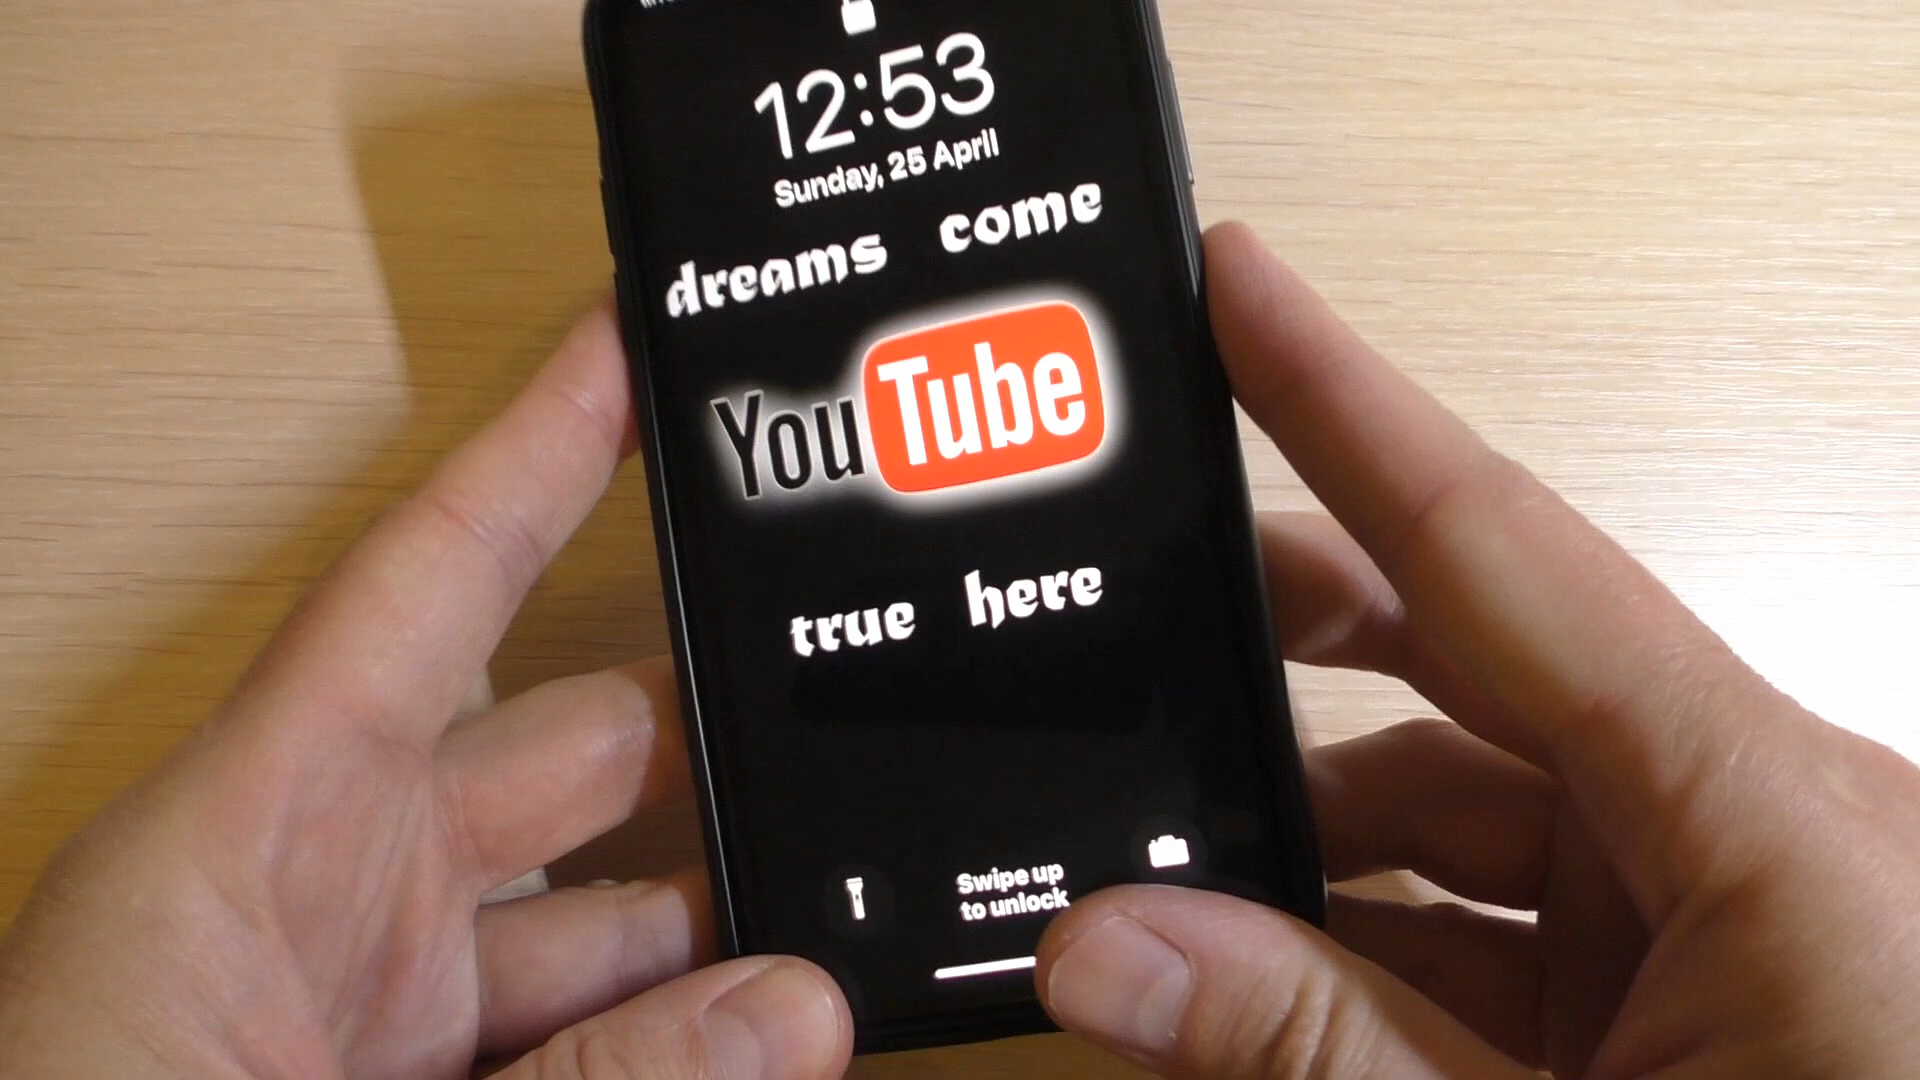 12:53
Sunday, 25 April
dreams come
YouTube
true here
Swipe up
to unlock